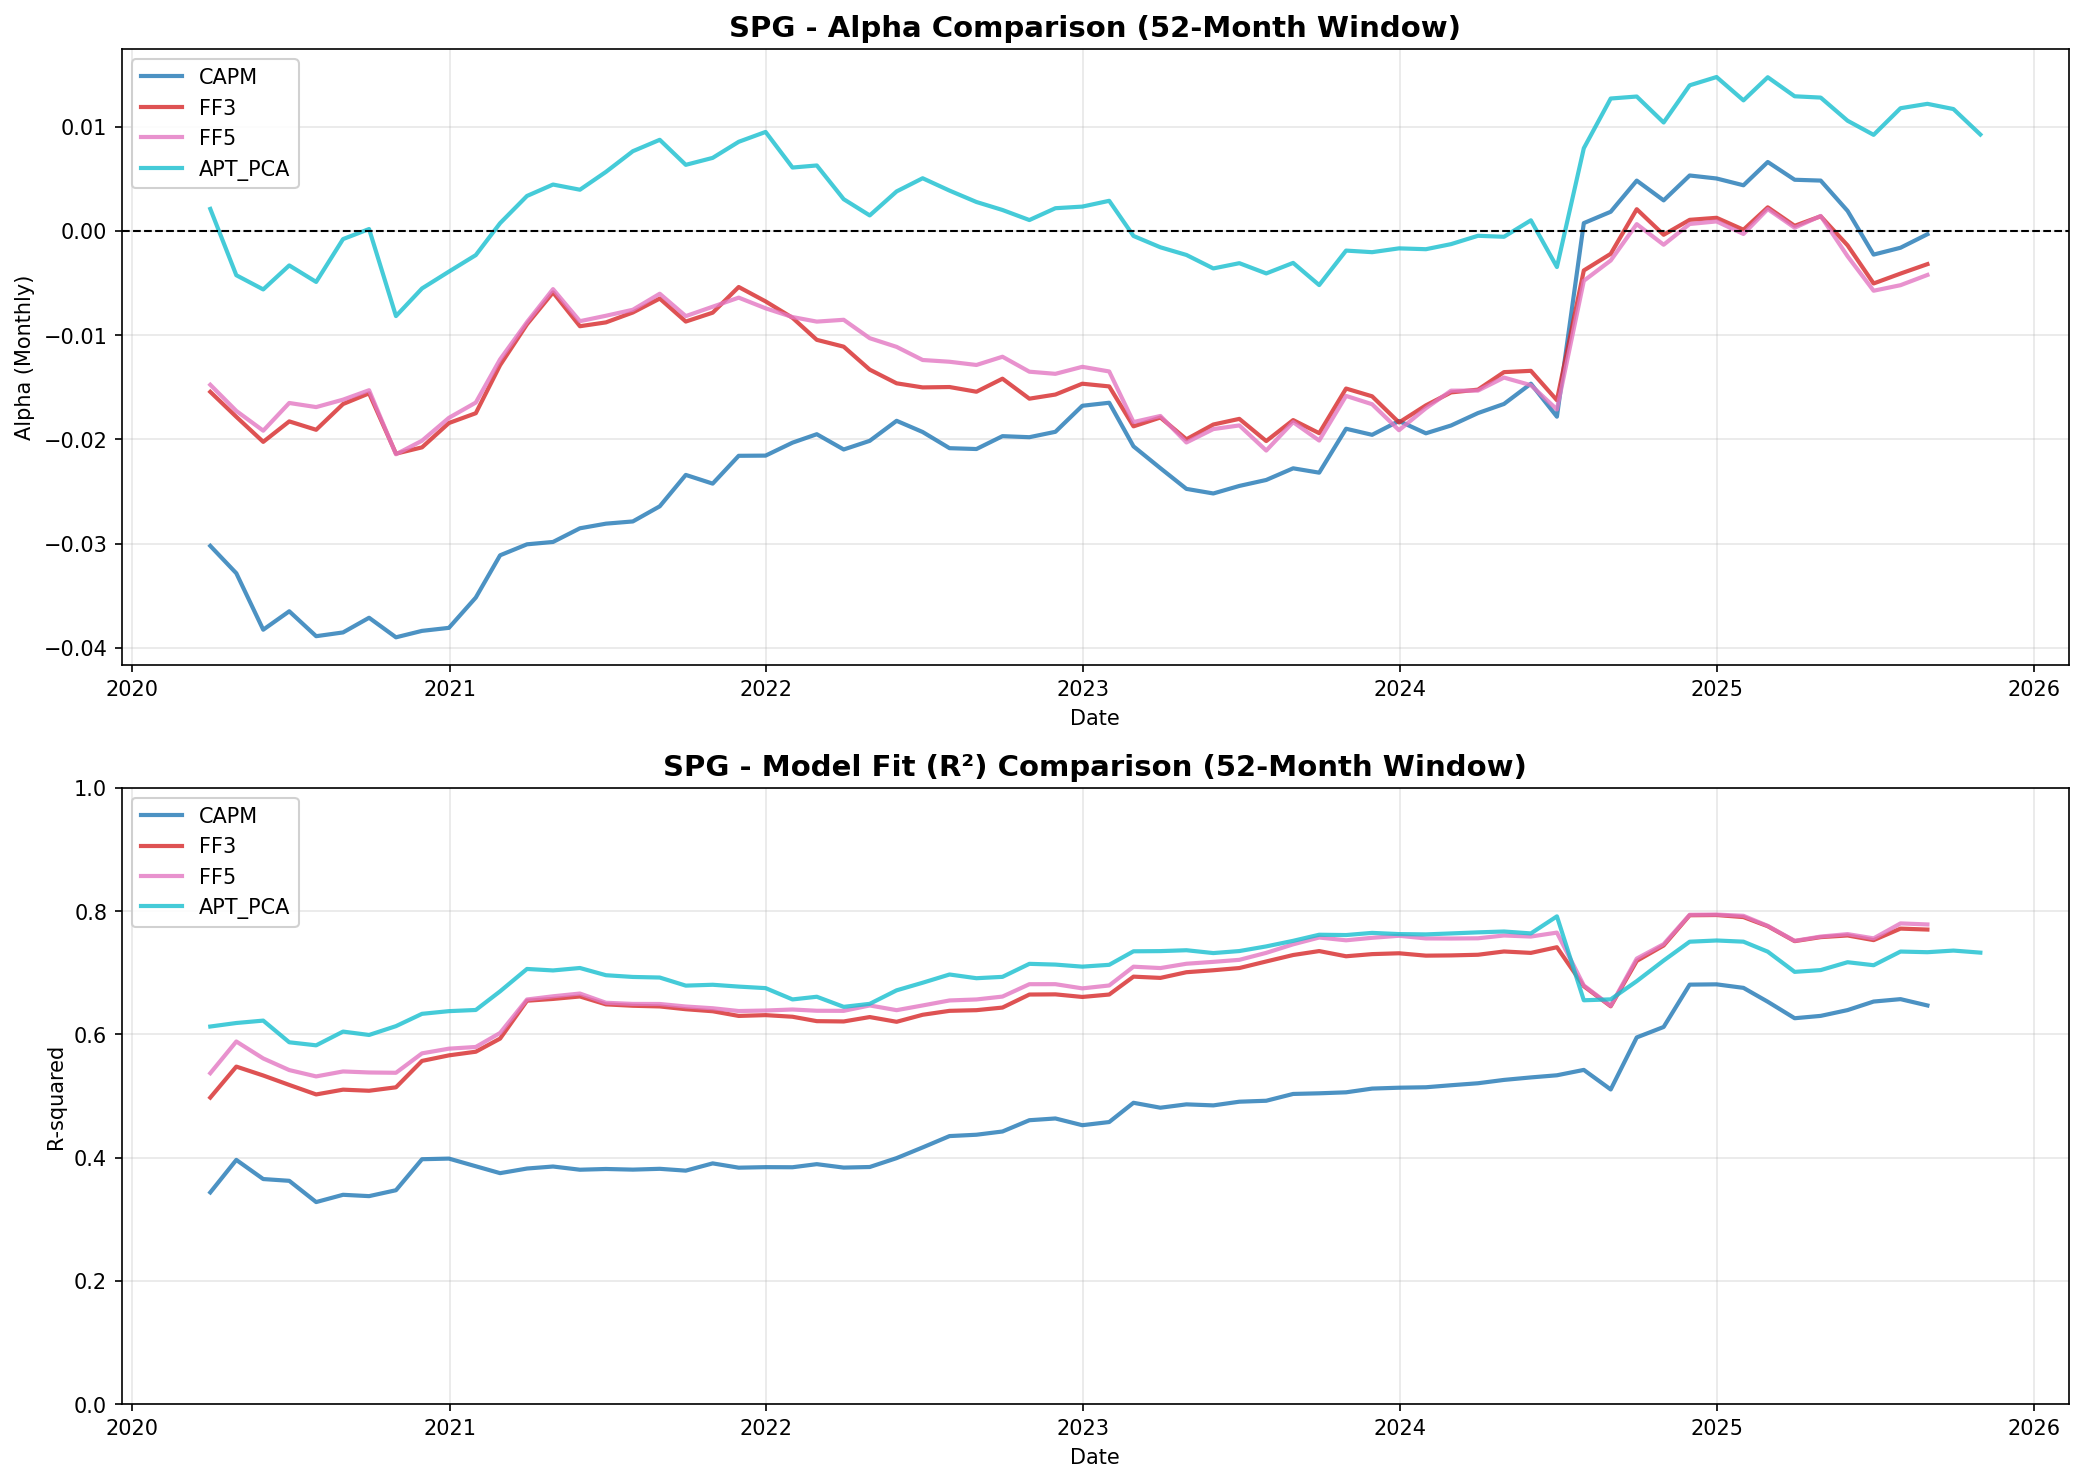 SPG - Alpha Comparison (52-Month Window)
CAPM
FF3
FF5
APT_PCA
0.01
0.00
−0.01
−0.02
−0.03
−0.04
Alpha (Monthly)
2020 2021 2022 2023 2024 2025 2026
Date
SPG - Model Fit (R²) Comparison (52-Month Window)
CAPM
FF3
FF5
APT_PCA
1.0
0.8
0.6
0.4
0.2
0.0
R-squared
2020 2021 2022 2023 2024 2025 2026
Date